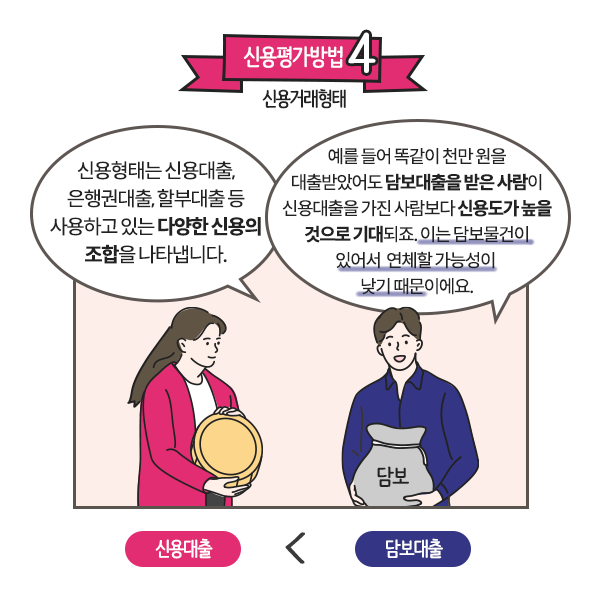 신용평가방법 4
신용거래형태
신용형태는 신용대출,
은행권대출, 할부대출 등
사용하고 있는 다양한 신용의
조합을 나타냅니다.
예를 들어 똑같이 천만 원을
대출받았어도 담보대출을 받은 사람이
신용대출을 가진 사람보다 신용도가 높을
것으로 기대되죠. 이는 담보물건이
있어서 연체할 가능성이
낮기 때문이에요.
담보
신용대출 < 담보대출